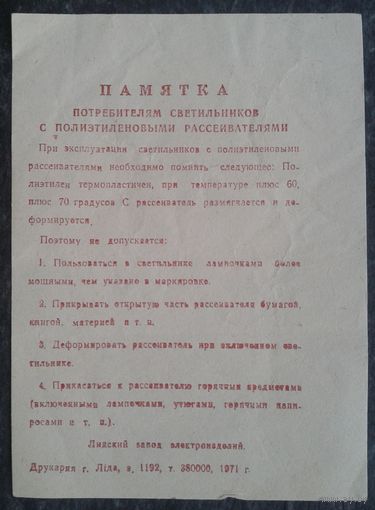 ПАМЯТКА
ПОТРЕБИТЕЛЯМ СВЕТИЛЬНИКОВ
С ПОЛИЭТИЛЕНОВЫМИ РАССЕИВАТЕЛЯМИ
При эксплуатации светильников с полиэтиленовыми
рассеивателями необходимо помнить следующее: По-
лиэтилен термопластичен, при температуре плюс 60,
плюс 70 градусов С рассеиватель размягчается и де-
формируется.
Поэтому не допускается:
1. Пользоваться в светильнике лампочками более
мощными, чем указано в маркировке.
2. Прикрывать открытую часть рассеивателя бумагой,
книгой, материей и т. п.
3. Деформировать рассеиватель при включенном све-
тильнике.
4. Прикасаться к рассеивателю горячими предметами
(включенными лампочками, утюгами, горячими папи-
росами и т. п.).
Лидский завод электроизделий.
Друкарня г. Ліда, з. 1192, т. 380000, 1971 г.